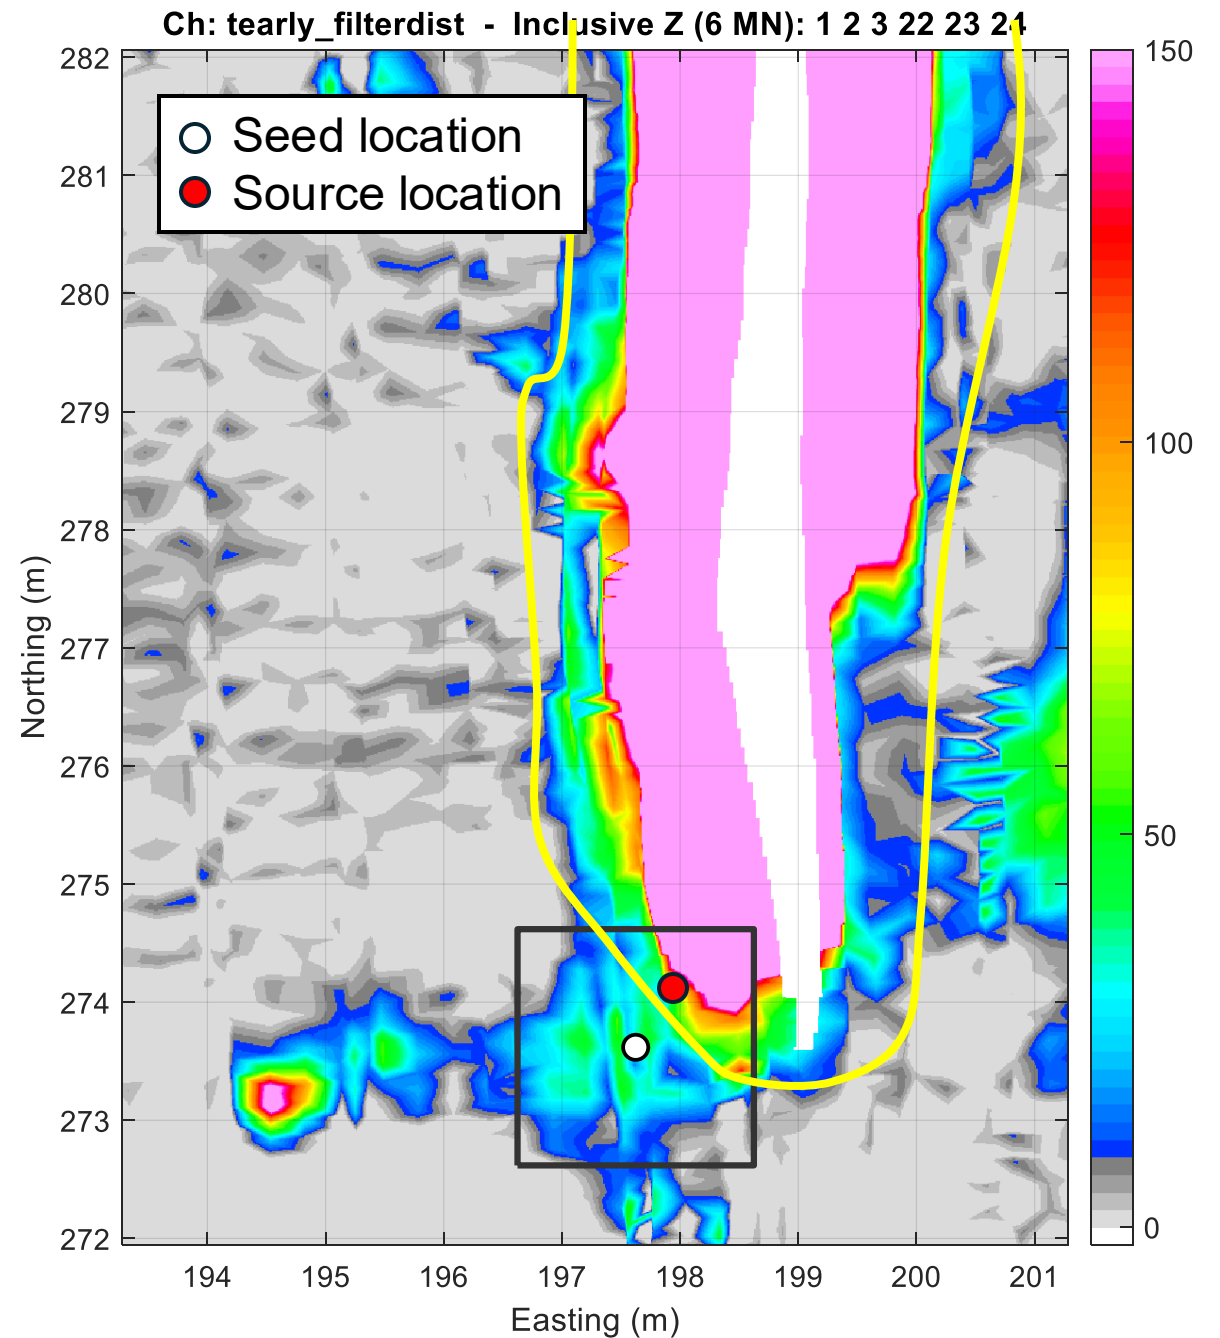 Ch: tearly_filterdist - Inclusive Z (6 MN): 1 2 3 22 23 24
Seed location
Source location
282
281
280
279
278
277
276
275
274
273
272
Northing (m)
194 195 196 197 198 199 200 201
Easting (m)
150
100
50
0